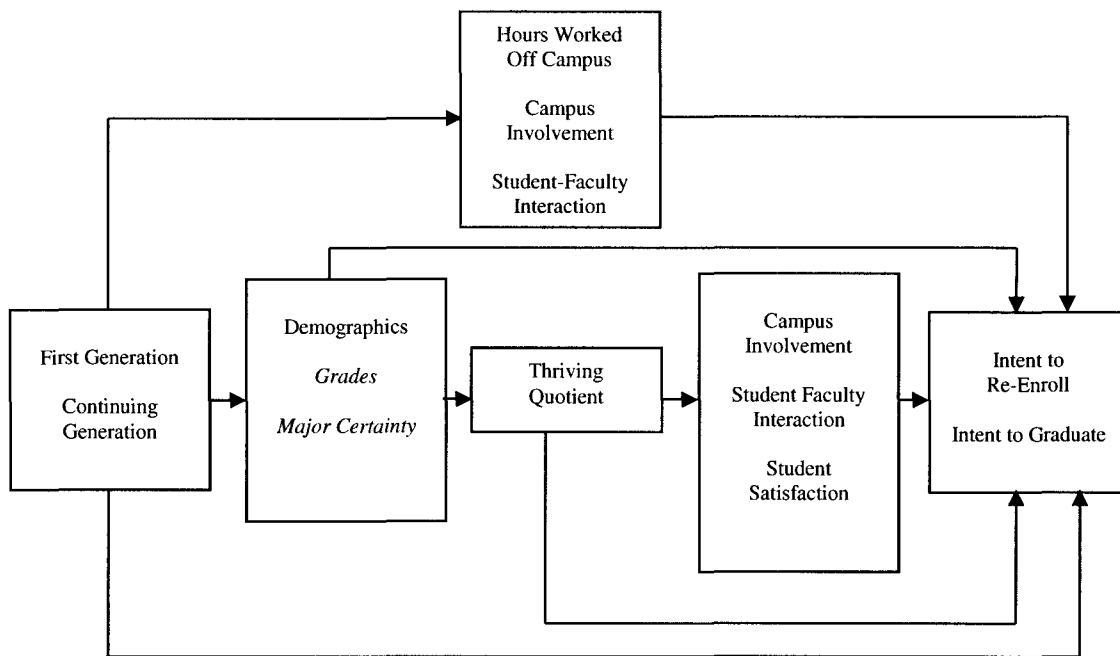 Hours Worked
Off Campus
Campus
Involvement
Student-Faculty
Interaction
First Generation
Continuing
Generation
Demographics
Grades
Major Certainty
Thriving
Quotient
Campus
Involvement
Student Faculty
Interaction
Student
Satisfaction
Intent to
Re-Enroll
Intent to Graduate